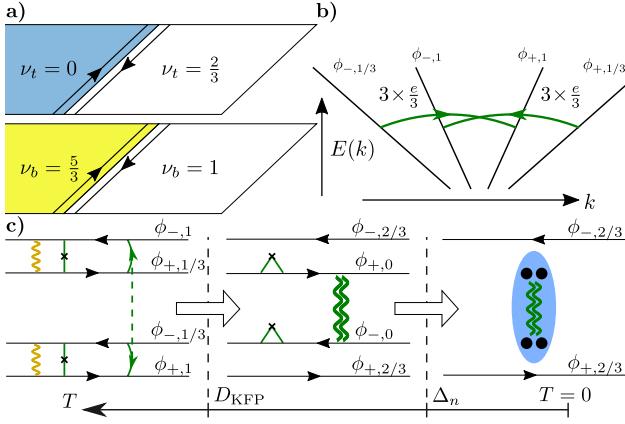 a)
ν_t = 0
ν_t = 2/3
ν_b = 5/3
ν_b = 1
b)
ϕ_{−,1/3}
ϕ_{−,1}
ϕ_{+,1}
ϕ_{+,1/3}
3 × e/3
3 × e/3
E(k)
k
c)
ϕ_{−,1}
ϕ_{+,1/3}
ϕ_{−,1/3}
ϕ_{+,1}
ϕ_{−,2/3}
ϕ_{+,0}
ϕ_{−,0}
ϕ_{+,2/3}
ϕ_{−,2/3}
ϕ_{+,2/3}
T
D_{KFP}
Δ_n
T = 0